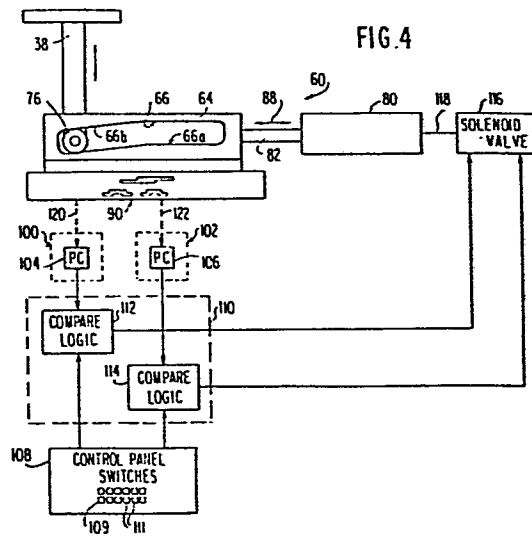 FIG.4
38
76
66
64
88
60
80
118
116
SOLENOID
VALVE
66b
66a
82
120
90
122
100
102
104
PC
PC
106
112
110
COMPARE
LOGIC
114
COMPARE
LOGIC
108
CONTROL PANEL
SWITCHES
109
111